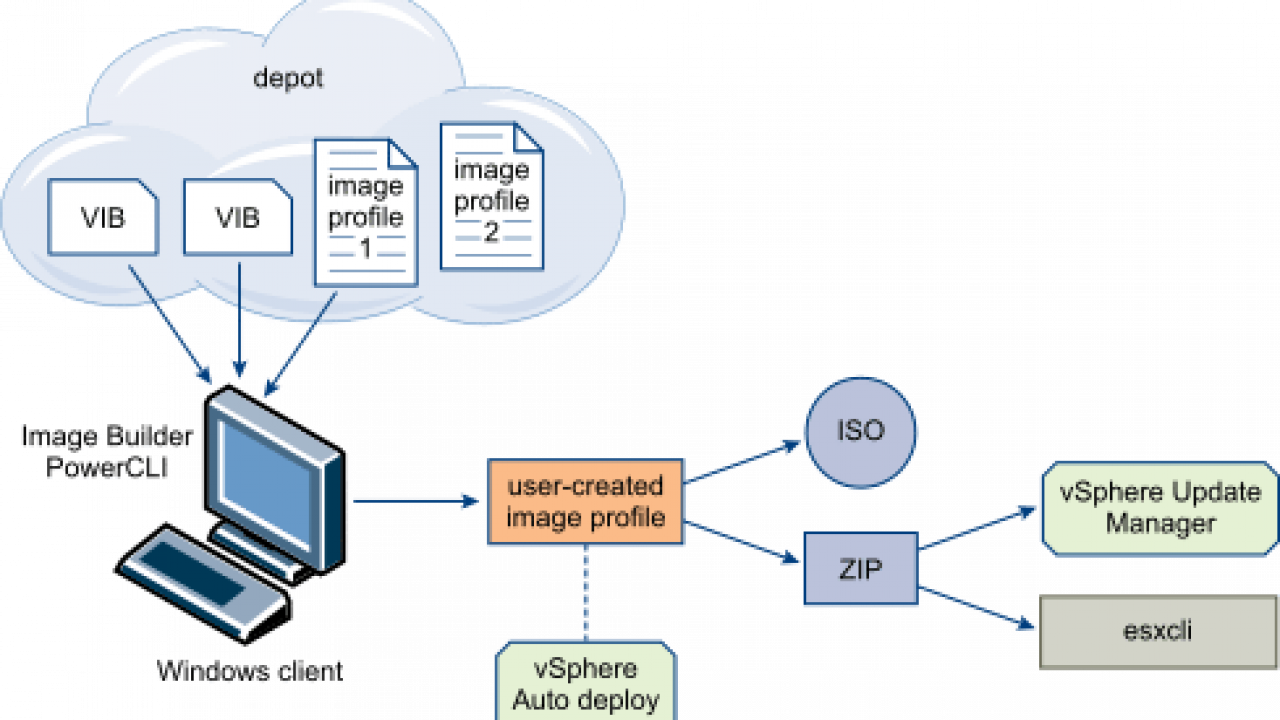 depot
VIB
VIB
image
profile
1
image
profile
2
Image Builder
PowerCLI
Windows client
user-created
image profile
ISO
ZIP
vSphere Update
Manager
esxcli
vSphere
Auto deploy